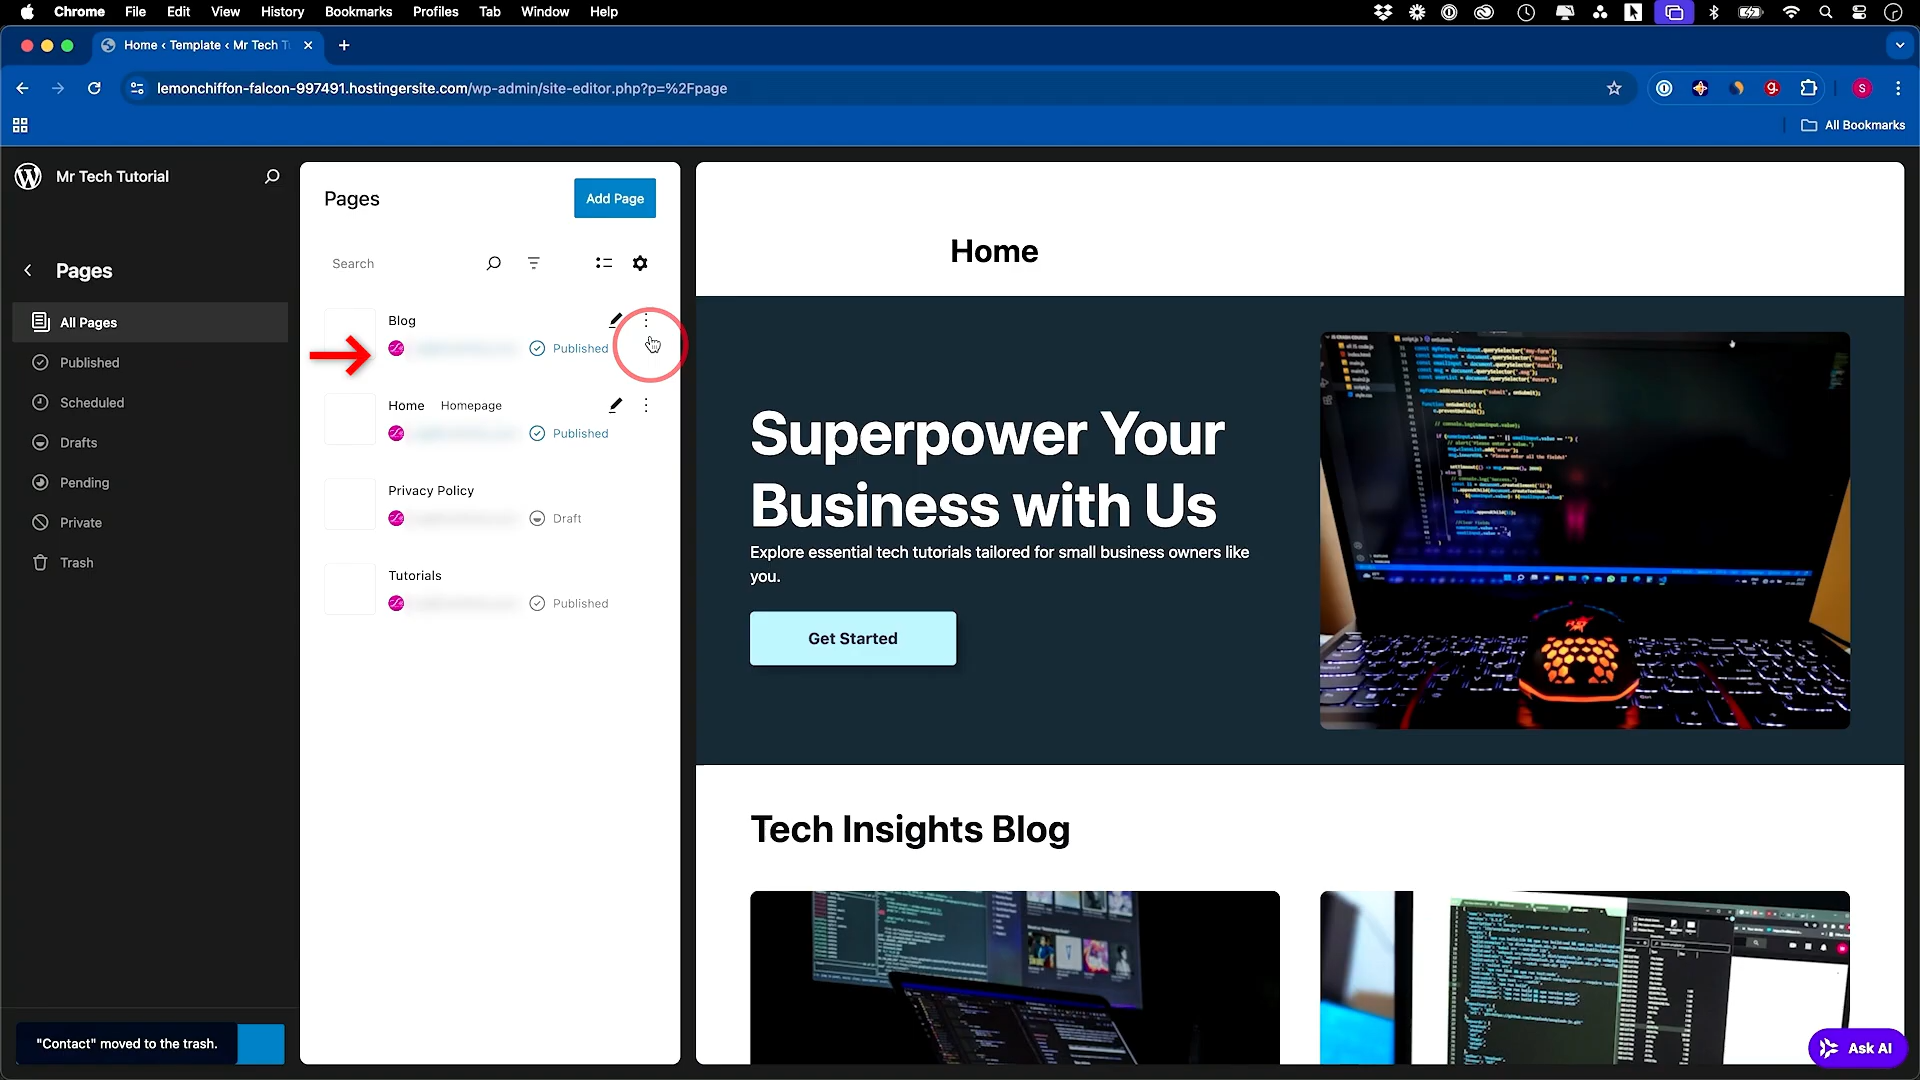 Chrome File Edit View History Bookmarks Profiles Tab Window Help
Home ‹ Template ‹ Mr Tech
lemonchiffon-falcon-997491.hostingersite.com/wp-admin/site-editor.php?p=%2Fpage
All Bookmarks
Mr Tech Tutorial
Pages
All Pages
Published
Scheduled
Drafts
Pending
Private
Trash
"Contact" moved to the trash.
Pages
Add Page
Search
Blog
Published
Home Homepage
Published
Privacy Policy
Draft
Tutorials
Published
Home
Superpower Your
Business with Us
Explore essential tech tutorials tailored for small business owners like
you.
Get Started
Tech Insights Blog
Ask AI